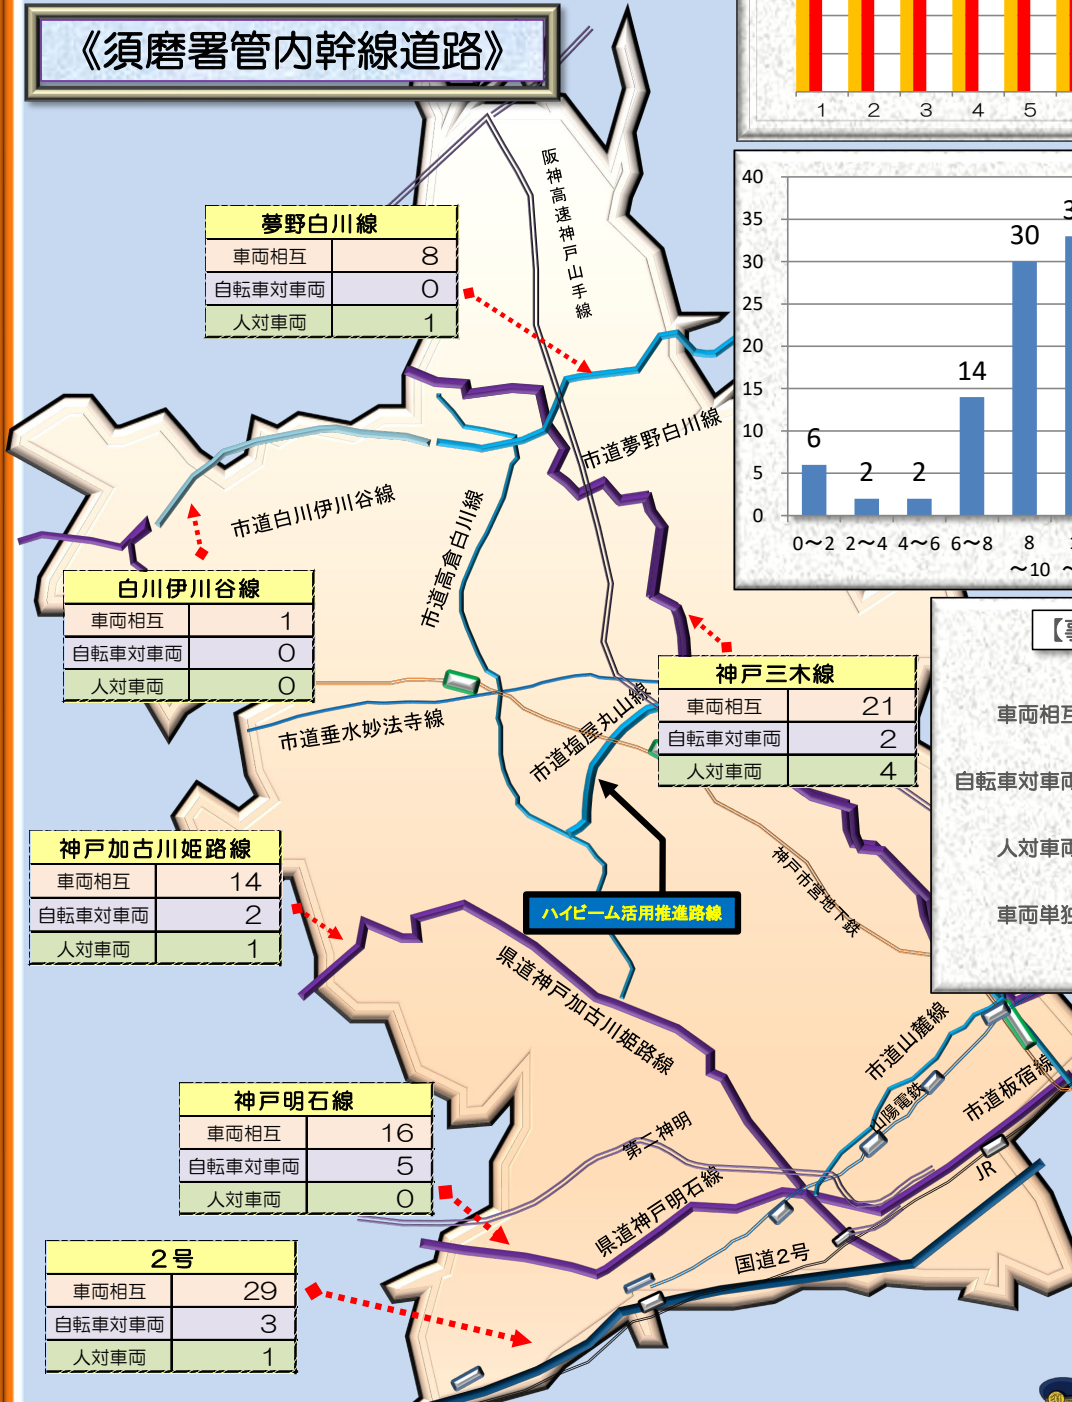 《須磨署管内幹線道路》
1 2 3 4 5
阪神高速神戸山手線
夢野白川線
車両相互 8
自転車対車両 0
人対車両 1
40
35
30
25
20
15
10
5
0
6
2
2
14
30
0～2 2～4 4～6 6～8 8～10
市道夢野白川線
市道白川伊川谷線
市道高倉白川線
白川伊川谷線
車両相互 1
自転車対車両 0
人対車両 0
神戸三木線
車両相互 21
自転車対車両 2
人対車両 4
市道垂水妙法寺線
市道塩屋丸山線
車両相互
自転車対車両
人対車両
車両単独
神戸加古川姫路線
車両相互 14
自転車対車両 2
人対車両 1
ハイビーム活用推進路線
神戸市営地下鉄
県道神戸加古川姫路線
市道山麓線
山陽電鉄
市道板宿線
神戸明石線
車両相互 16
自転車対車両 5
人対車両 0
第二神明
県道神戸明石線
JR
国道2号
2号
車両相互 29
自転車対車両 3
人対車両 1